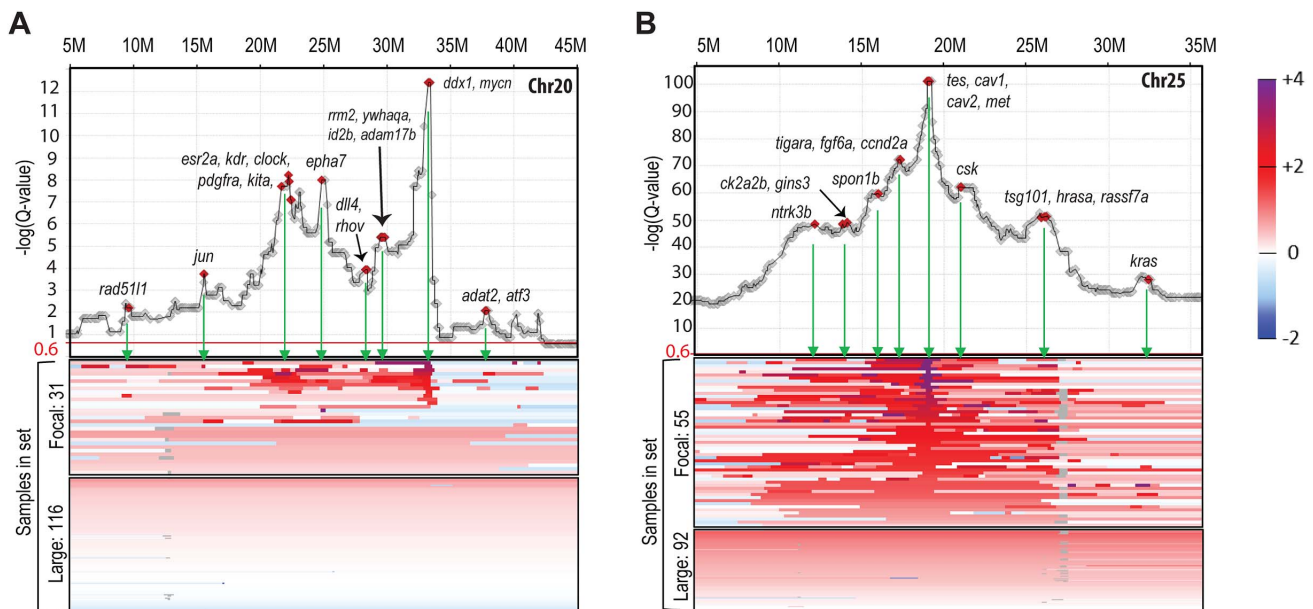 A
5M 10M 15M 20M 25M 30M 35M 40M 45M
Chr20
-log(Q-value)
12
11
10
9
8
7
6
5
4
3
2
1
0.6
rad51l1
jun
esr2a, kdr, clock,
pdgfra, kita,
epha7
dll4,
rhov
rrm2, ywhaqa,
id2b, adam17b
ddx1, mycn
adat2, atf3
Samples in set
Focal: 31
Large: 116
B
5M 10M 15M 20M 25M 30M 35M
Chr25
-log(Q-value)
100
90
80
70
60
50
40
30
20
10
0.6
ntrk3b
ck2a2b, gins3
spon1b
tigara, fgf6a, ccnd2a
tes, cav1,
cav2, met
csk
tsg101, hrasa, rassf7a
kras
Samples in set
Focal: 55
Large: 92
+4
+2
0
-2